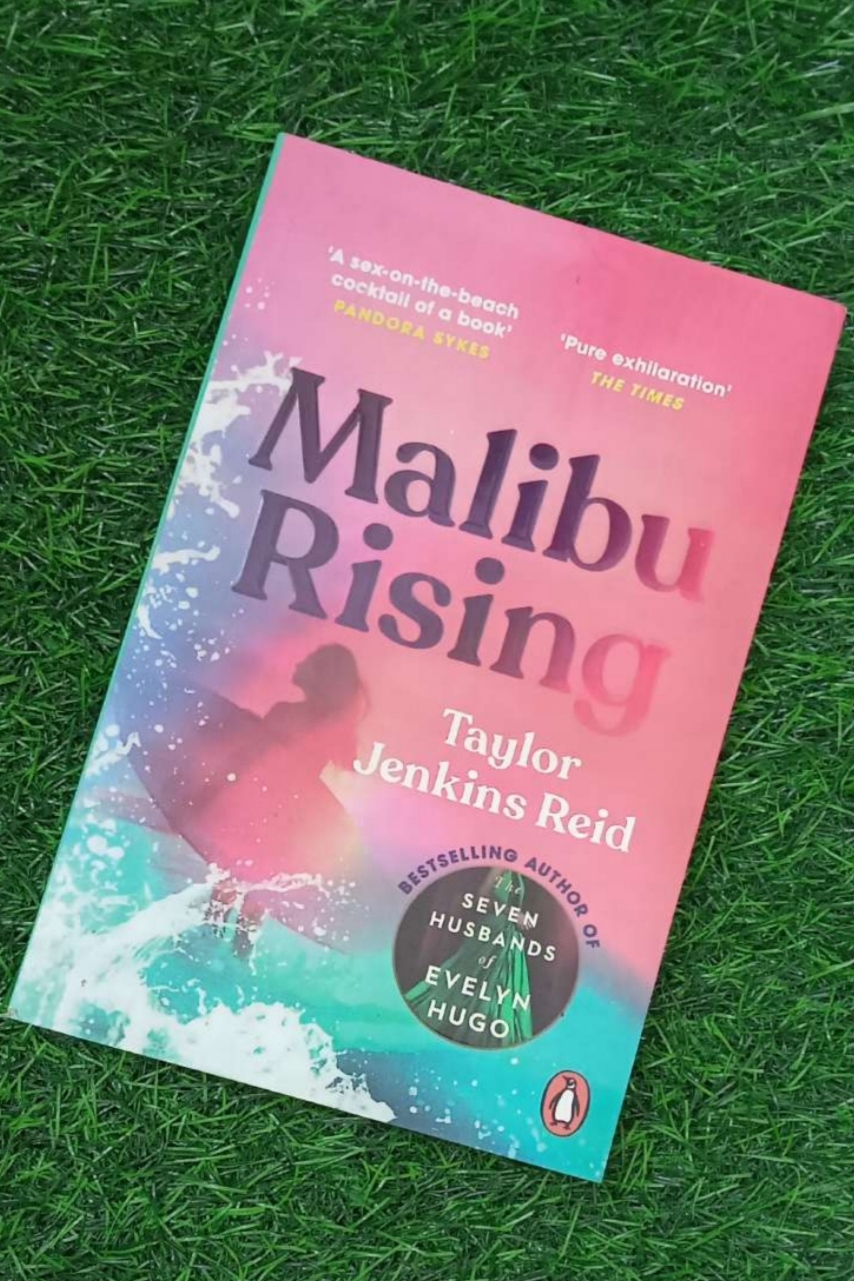 'A sex-on-the-beach
cocktail of a book'
PANDORA SYKES
'Pure exhilaration'
THE TIMES
Malibu
Rising
Taylor
Jenkins Reid
BESTSELLING AUTHOR OF
The
SEVEN
HUSBANDS
of
EVELYN
HUGO